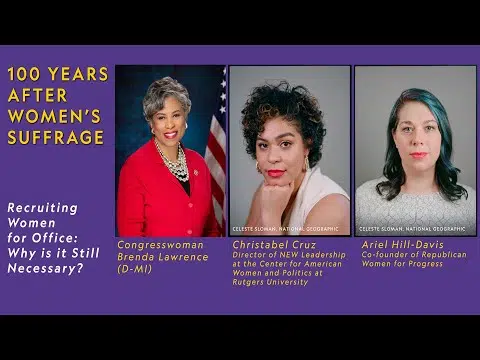 100 YEARS
AFTER
WOMEN'S
SUFFRAGE
Recruiting
Women
for Office:
Why is it Still
Necessary?
Congresswoman
Brenda Lawrence
(D-MI)
CELESTE SLOMAN, NATIONAL GEOGRAPHIC
Christabel Cruz
Director of NEW Leadership
at the Center for American
Women and Politics at
Rutgers University
CELESTE SLOMAN, NATIONAL GEOGRAPHIC
Ariel Hill-Davis
Co-founder of Republican
Women for Progress